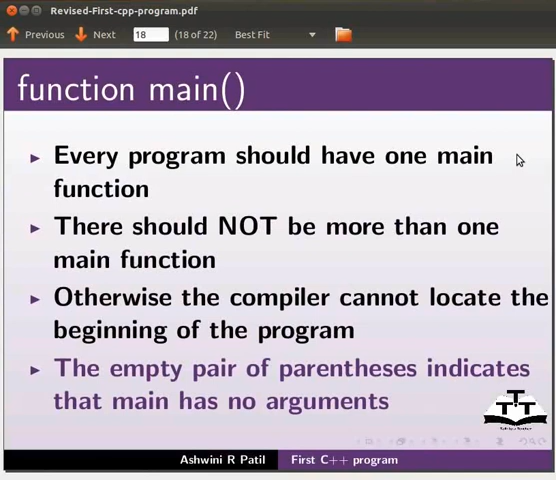 Revised-First-cpp-program.pdf
Previous Next 18 (18 of 22) Best Fit
function main()
Every program should have one main
function
There should NOT be more than one
main function
Otherwise the compiler cannot locate the
beginning of the program
The empty pair of parentheses indicates
that main has no arguments
Ashwini R Patil First C++ program